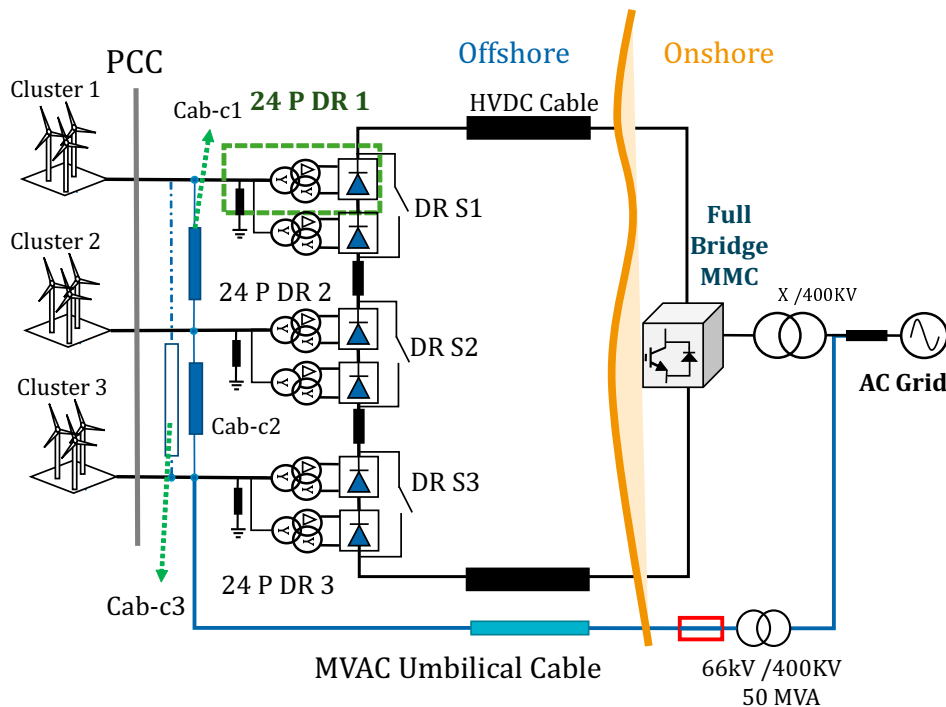 Offshore
Onshore
PCC
Cluster 1
Cab-c1
24 P DR 1
HVDC Cable
DR S1
Cluster 2
Full
Bridge
MMC
24 P DR 2
X /400KV
DR S2
AC Grid
Cluster 3
Cab-c2
DR S3
24 P DR 3
Cab-c3
MVAC Umbilical Cable
66kV /400KV
50 MVA
Y
Δ
Y
Y
Δ
Y
Y
Δ
Y
Y
Δ
Y
Y
Δ
Y
Y
Δ
Y